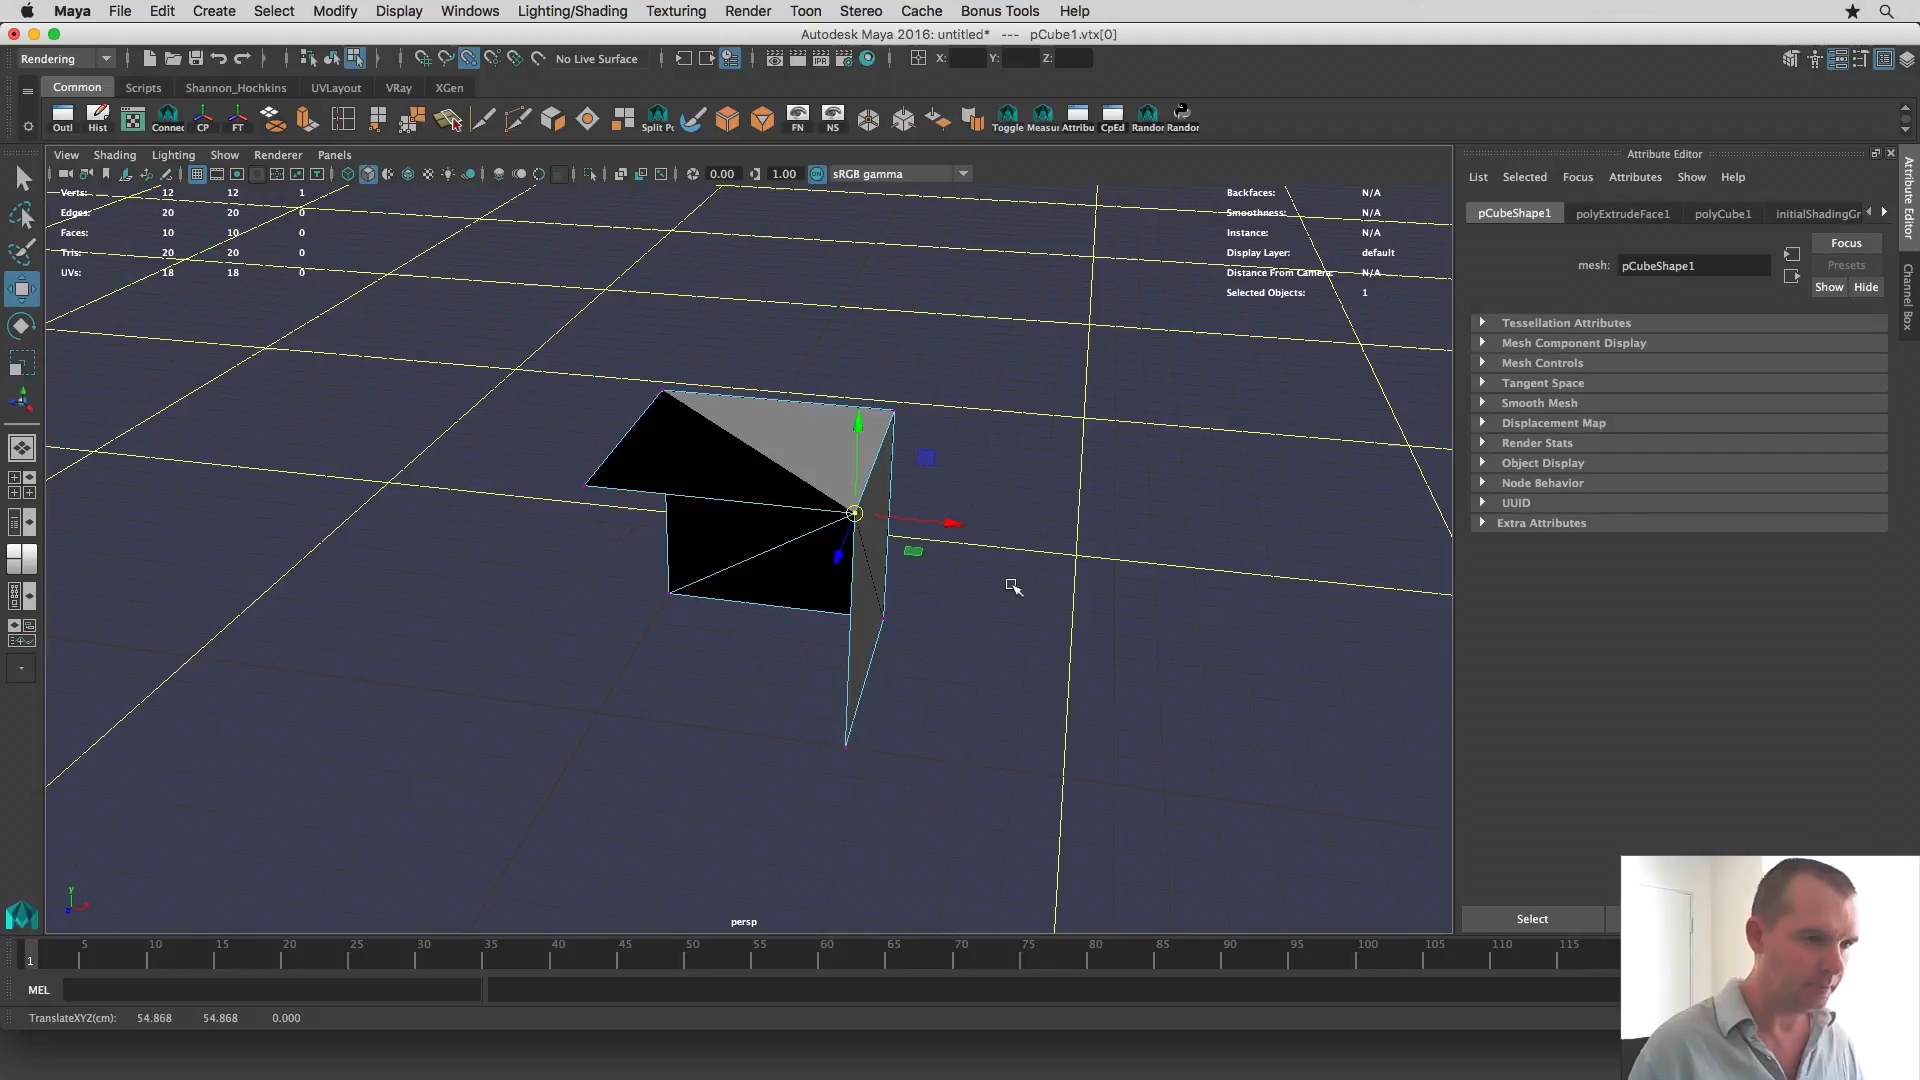 Maya File Edit Create Select Modify Display Windows Lighting/Shading Texturing Render Toon Stereo Cache Bonus Tools Help
Autodesk Maya 2016: untitled* --- pCube1.vtx[0]
Rendering No Live Surface X: Y: Z:
Common Scripts Shannon_Hochkins UVLayout VRay XGen
Outl Hist Connec CP FT Split Po FN NS Toggle Measu Attribu CpEd Randor Randor
View Shading Lighting Show Renderer Panels
0.00 1.00 sRGB gamma
Verts: 12 12 1
Edges: 20 20 0
Faces: 10 10 0
Tris: 20 20 0
UVs: 18 18 0
Backfaces: N/A
Smoothness: N/A
Instance: N/A
Display Layer: default
Distance From Camera: N/A
Selected Objects: 1
persp
y
Attribute Editor
List Selected Focus Attributes Show Help
pCubeShape1 polyExtrudeFace1 polyCube1 initialShadingGr
Focus
mesh: pCubeShape1
Presets
Show Hide
Tessellation Attributes
Mesh Component Display
Mesh Controls
Tangent Space
Smooth Mesh
Displacement Map
Render Stats
Object Display
Node Behavior
UUID
Extra Attributes
Select
Attribute Editor
Channel Box
5 10 15 20 25 30 35 40 45 50 55 60 65 70 75 80 85 90 95 100 105 110 115
1
MEL
TranslateXYZ(cm): 54.868 54.868 0.000